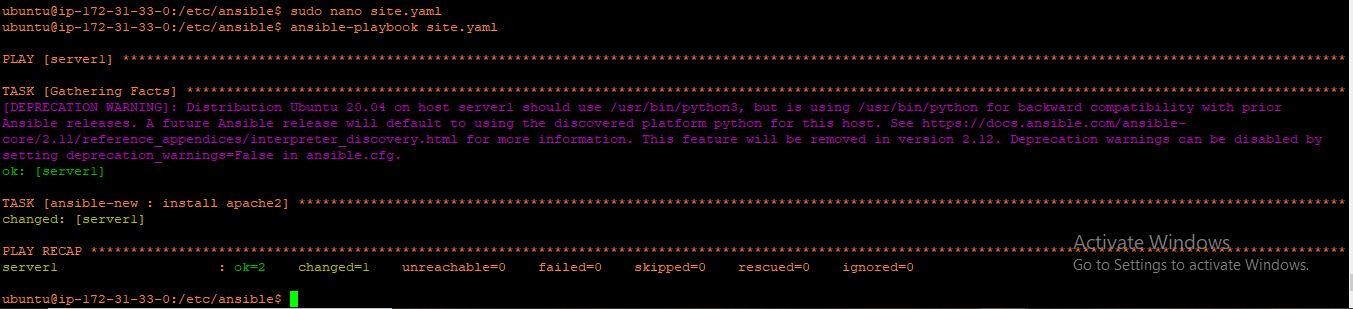 ubuntu@ip-172-31-33-0:/etc/ansible$ sudo nano site.yaml
ubuntu@ip-172-31-33-0:/etc/ansible$ ansible-playbook site.yaml
PLAY [server1] ****************************************************************************************************************************************************
TASK [Gathering Facts] ********************************************************************************************************************************************
[DEPRECATION WARNING]: Distribution Ubuntu 20.04 on host server1 should use /usr/bin/python3, but is using /usr/bin/python for backward compatibility with prior
Ansible releases. A future Ansible release will default to using the discovered platform python for this host. See https://docs.ansible.com/ansible-
core/2.11/reference_appendices/interpreter_discovery.html for more information. This feature will be removed in version 2.12. Deprecation warnings can be disabled by
setting deprecation_warnings=False in ansible.cfg.
ok: [server1]
TASK [ansible-new : install apache2] ******************************************************************************************************************************
changed: [server1]
PLAY RECAP ********************************************************************************************************************************************************
server1                    : ok=2    changed=1    unreachable=0    failed=0    skipped=0    rescued=0    ignored=0
ubuntu@ip-172-31-33-0:/etc/ansible$
Activate Windows
Go to Settings to activate Windows.